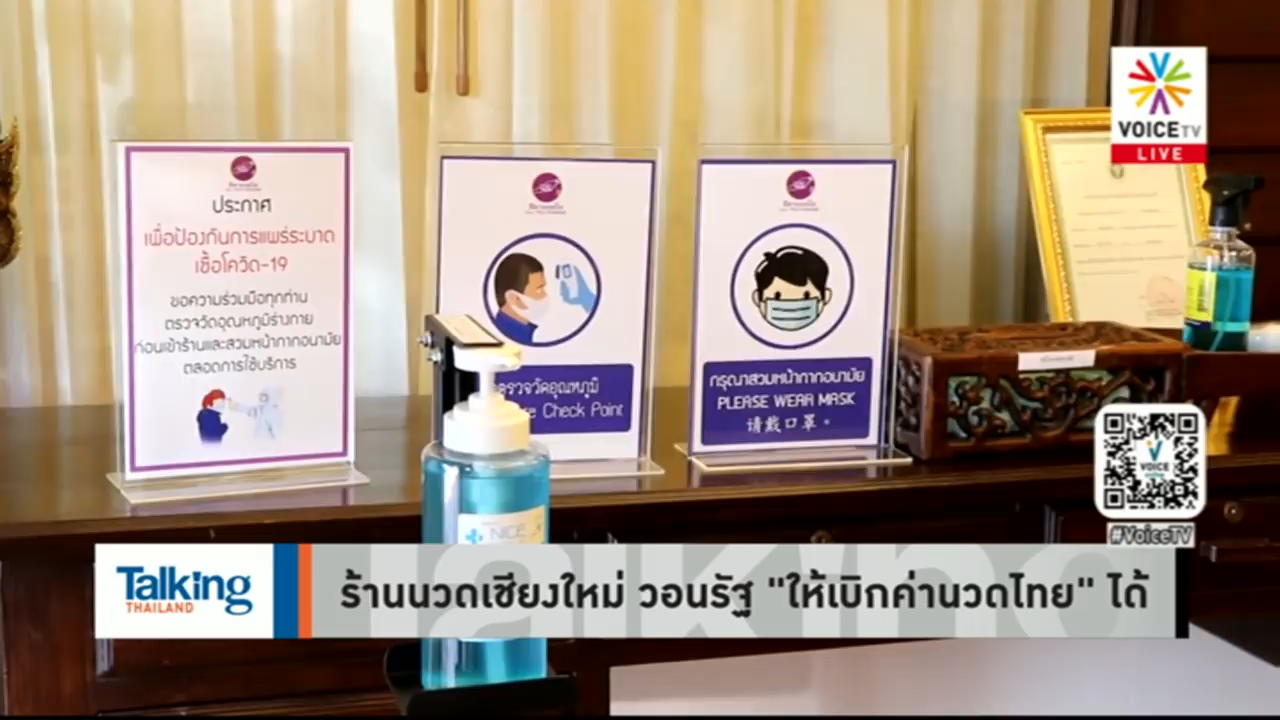 VOICE TV
LIVE
ประกาศ
เพื่อป้องกันการแพร่ระบาด
เชื้อโควิด-19
ขอความร่วมมือทุกท่าน
ตรวจวัดอุณหภูมิร่างกาย
ก่อนเข้าร้านและสวมหน้ากากอนามัย
ตลอดการใช้บริการ
ตรวจวัดอุณหภูมิ
Check Point
กรุณาสวมหน้ากากอนามัย
PLEASE WEAR MASK
请戴口罩。
NICE
VOICE
#VoiceTV
Talking
THAILAND
ร้านนวดเชียงใหม่ วอนรัฐ "ให้เบิกค่านวดไทย" ได้